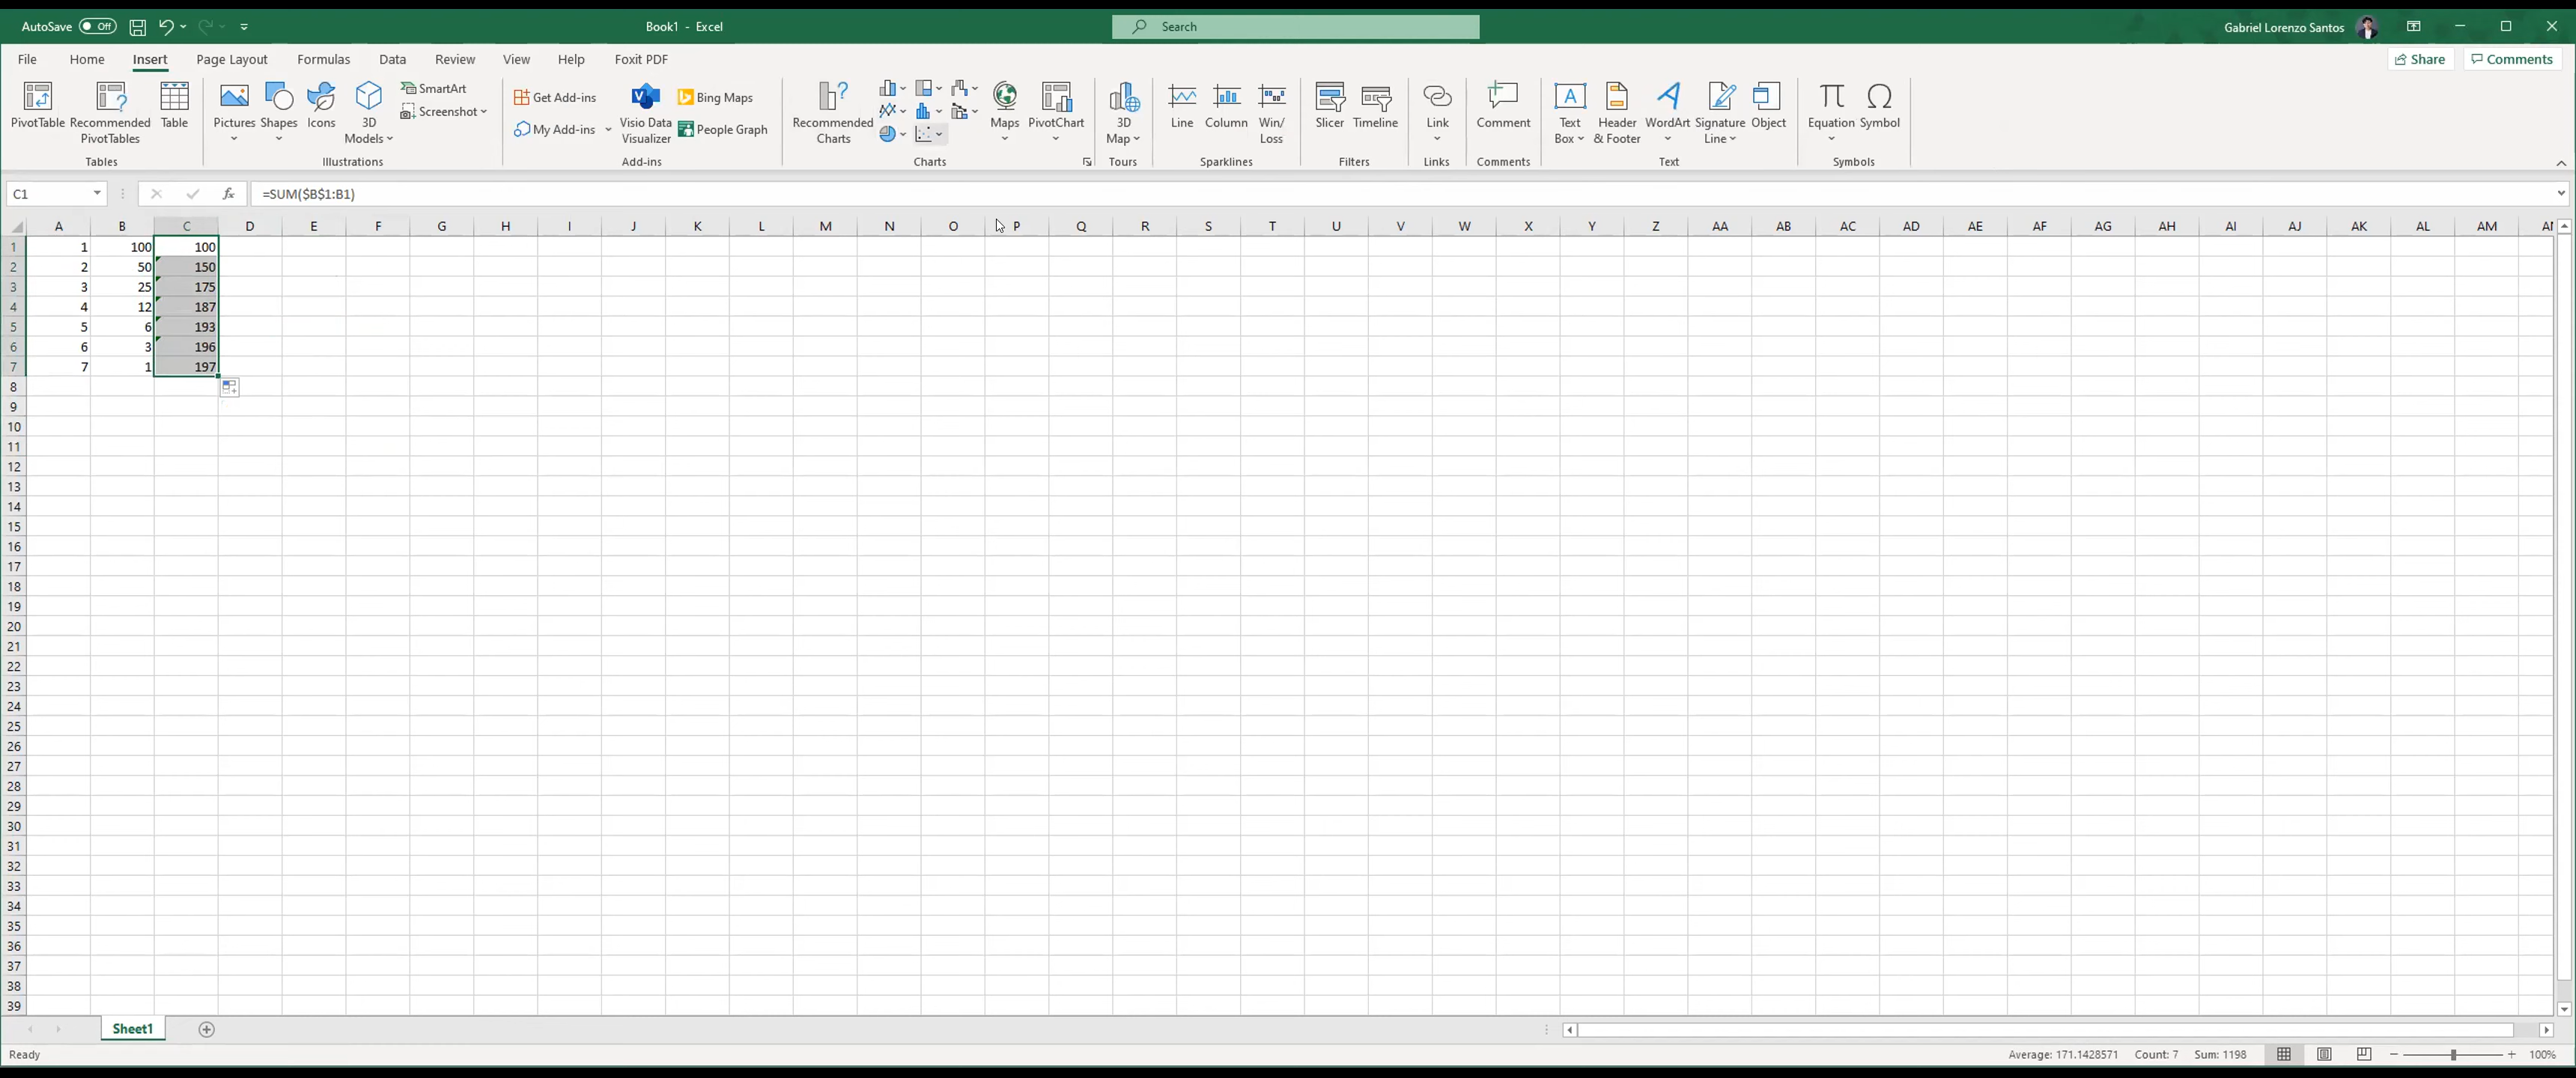 AutoSave Off Book1 - Excel Search Gabriel Lorenzo Santos
File Home Insert Page Layout Formulas Data Review View Help Foxit PDF Share Comments
PivotTable Recommended PivotTables Table
Tables
Pictures Shapes Icons 3D Models SmartArt Screenshot
Illustrations
Get Add-ins My Add-ins Visio Data Visualizer Bing Maps People Graph
Add-ins
Recommended Charts Maps PivotChart
Charts
3D Map
Tours
Line Column Win/Loss
Sparklines
Slicer Timeline
Filters
Link
Links
Comment
Comments
Text Box Header & Footer WordArt Signature Line Object
Text
Equation Symbol
Symbols
C1 fx =SUM($B$1:B1)
A B C D E F G H I J K L M N O P Q R S T U V W X Y Z AA AB AC AD AE AF AG AH AI AJ AK AL AM
1 1 100 100
2 2 50 150
3 3 25 175
4 4 12 187
5 5 6 193
6 6 3 196
7 7 1 197
8
9
10
11
12
13
14
15
16
17
18
19
20
21
22
23
24
25
26
27
28
29
30
31
32
33
34
35
36
37
38
39
Sheet1
Ready Average: 171.1428571 Count: 7 Sum: 1198 100%